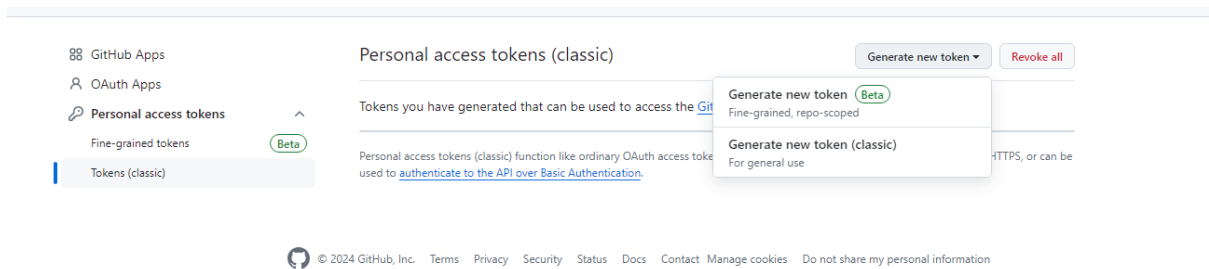 GitHub Apps
OAuth Apps
Personal access tokens
Fine-grained tokens Beta
Tokens (classic)
Personal access tokens (classic)
Generate new token
Revoke all
Generate new token Beta
Fine-grained, repo-scoped
Generate new token (classic)
For general use
Tokens you have generated that can be used to access the
Personal access tokens (classic) function like ordinary OAuth access HTTPS, or can be
used to authenticate to the API over Basic Authentication.
© 2024 GitHub, Inc. Terms Privacy Security Status Docs Contact Manage cookies Do not share my personal information